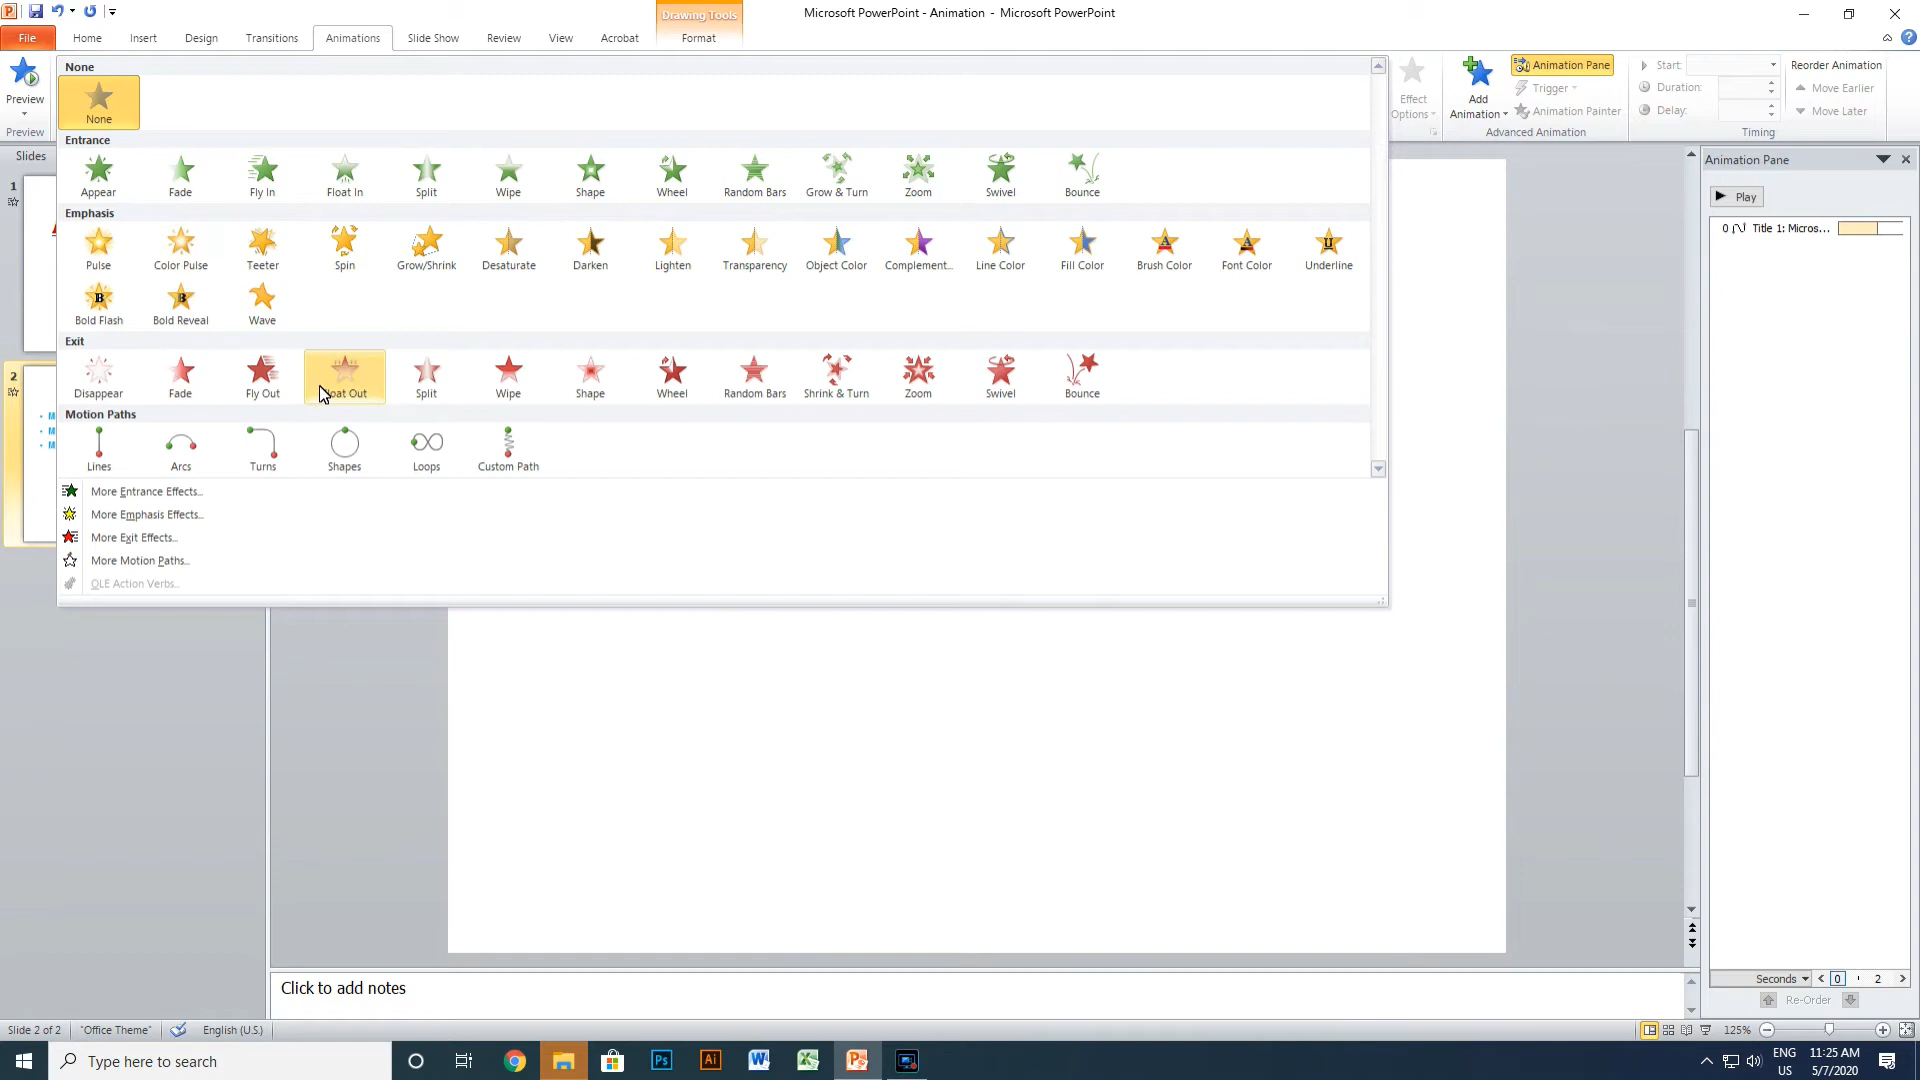 Microsoft PowerPoint - Animation - Microsoft PowerPoint
Drawing Tools
File Home Insert Design Transitions Animations Slide Show Review View Acrobat Format
Preview
Preview
None
None
Entrance
Appear Fade Fly In Float In Split Wipe Shape Wheel Random Bars Grow & Turn Zoom Swivel Bounce
Emphasis
Pulse Color Pulse Teeter Spin Grow/Shrink Desaturate Darken Lighten Transparency Object Color Complement... Line Color Fill Color Brush Color Font Color Underline
Bold Flash Bold Reveal Wave
Exit
Disappear Fade Fly Out Float Out Split Wipe Shape Wheel Random Bars Shrink & Turn Zoom Swivel Bounce
Motion Paths
Lines Arcs Turns Shapes Loops Custom Path
More Entrance Effects...
More Emphasis Effects...
More Exit Effects...
More Motion Paths...
OLE Action Verbs...
Effect Options
Add Animation
Animation Pane
Trigger
Animation Painter
Advanced Animation
Start:
Duration:
Delay:
Timing
Reorder Animation
Move Earlier
Move Later
Slides
1
2
M
M
M
Animation Pane
Play
0 Title 1: Micros...
Seconds 0 2
Re-Order
Click to add notes
Slide 2 of 2 "Office Theme" English (U.S.) 125%
Type here to search
Ps Ai
ENG
US
11:25 AM
5/7/2020